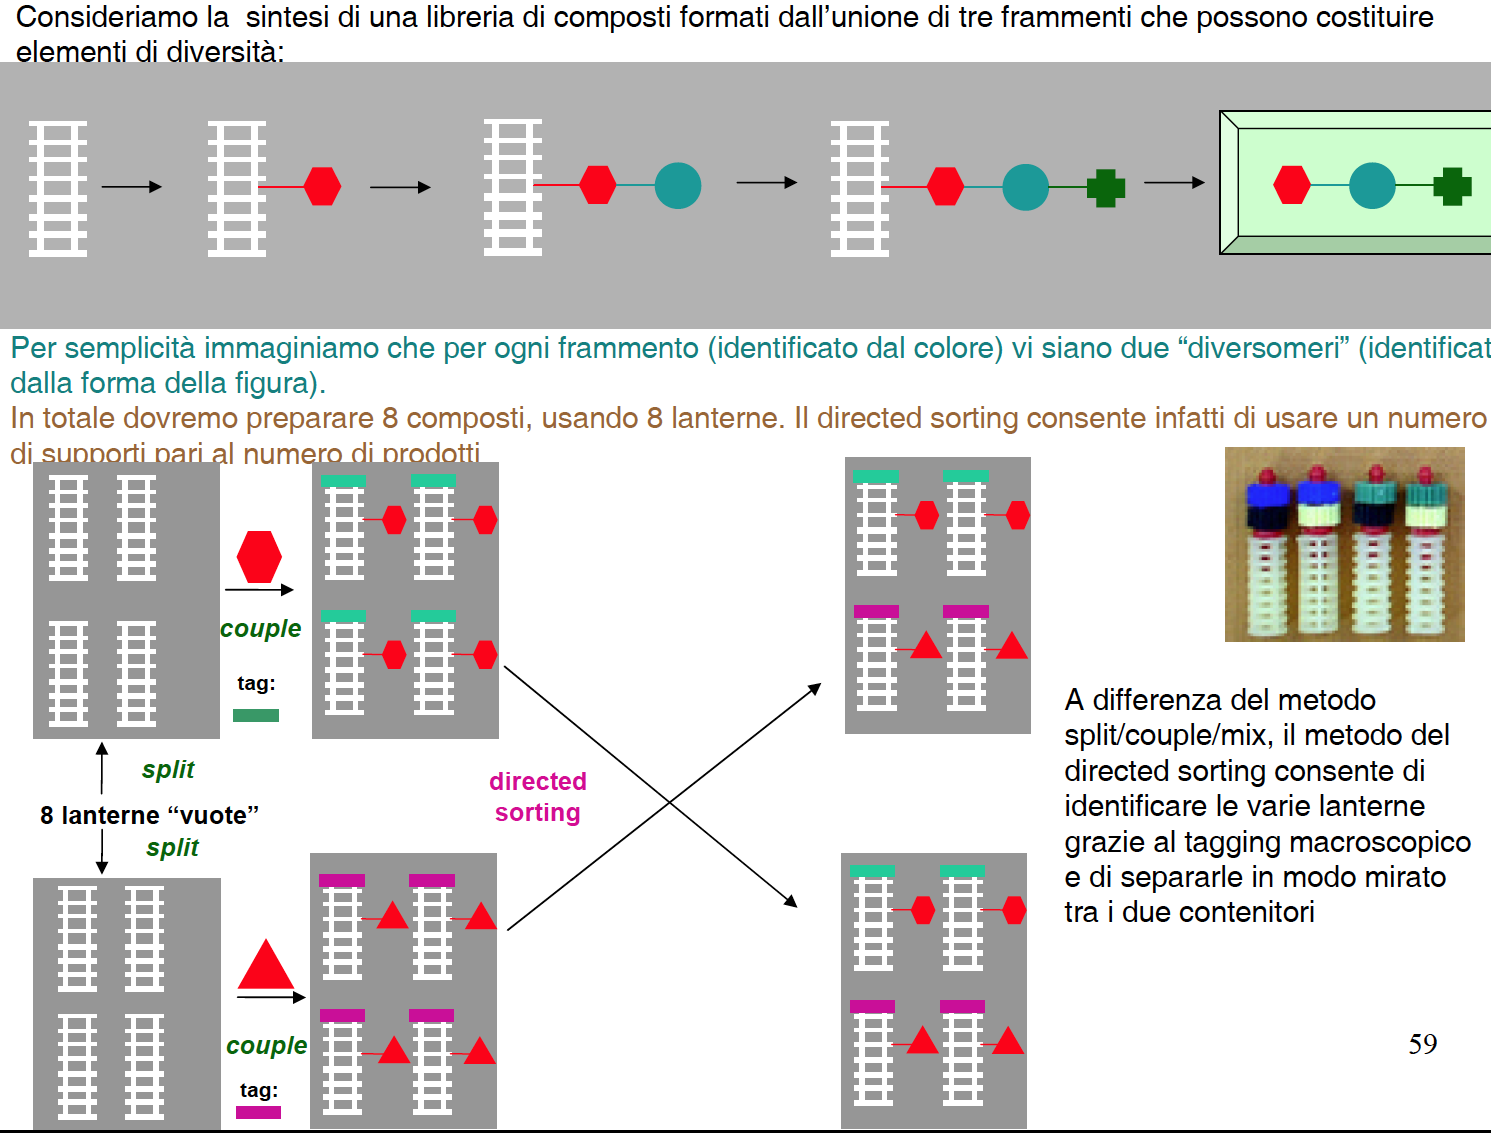 Consideriamo la sintesi di una libreria di composti formati dall’unione di tre frammenti che possono costituire
elementi di diversità:
Per semplicità immaginiamo che per ogni frammento (identificato dal colore) vi siano due “diversomeri” (identificat
dalla forma della figura).
In totale dovremo preparare 8 composti, usando 8 lanterne. Il directed sorting consente infatti di usare un numero
di supporti pari al numero di prodotti
couple
tag:
split
8 lanterne “vuote”
split
couple
tag:
directed
sorting
A differenza del metodo
split/couple/mix, il metodo del
directed sorting consente di
identificare le varie lanterne
grazie al tagging macroscopico
e di separarle in modo mirato
tra i due contenitori
59